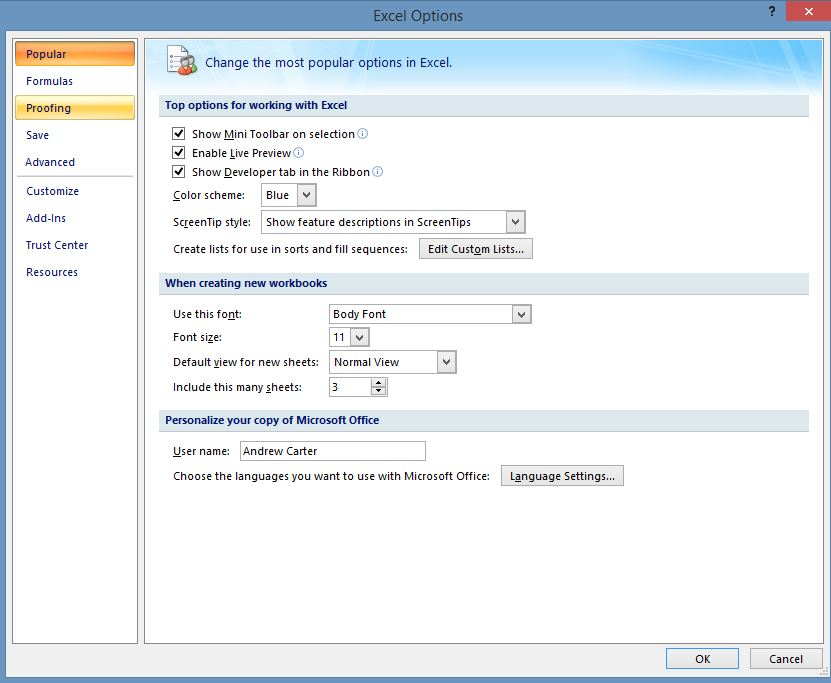 Excel Options
?
Popular
Formulas
Proofing
Save
Advanced
Customize
Add-Ins
Trust Center
Resources
Change the most popular options in Excel.
Top options for working with Excel
Show Mini Toolbar on selection
Enable Live Preview
Show Developer tab in the Ribbon
Color scheme: Blue
ScreenTip style: Show feature descriptions in ScreenTips
Create lists for use in sorts and fill sequences: Edit Custom Lists...
When creating new workbooks
Use this font: Body Font
Font size: 11
Default view for new sheets: Normal View
Include this many sheets: 3
Personalize your copy of Microsoft Office
User name: Andrew Carter
Choose the languages you want to use with Microsoft Office: Language Settings...
OK Cancel